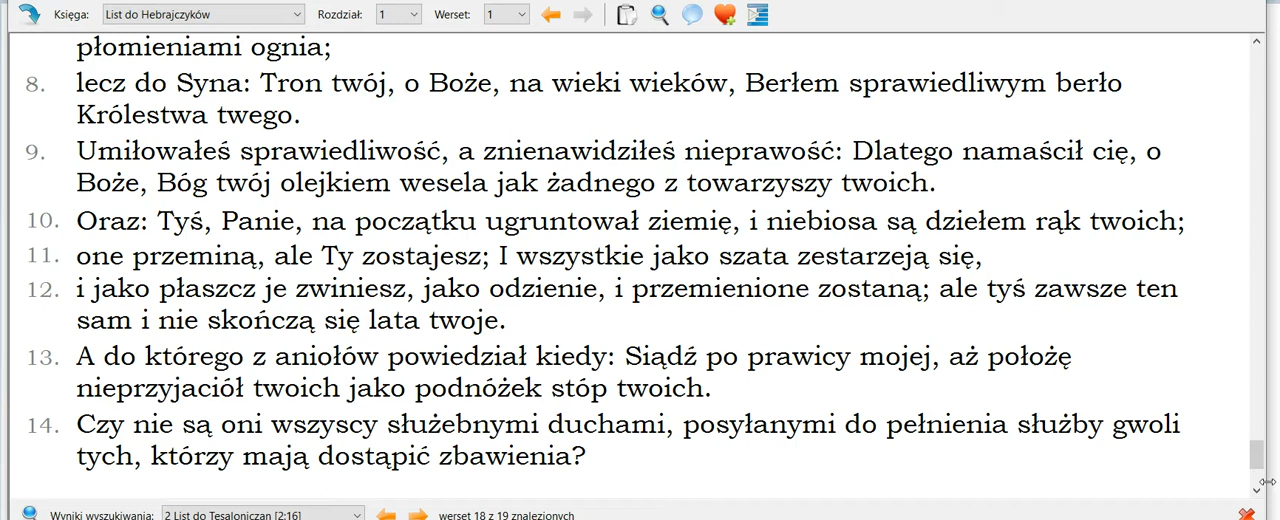 Księga: List do Hebrajczyków Rozdział: 1 Werset: 1
płomieniami ognia;
8. lecz do Syna: Tron twój, o Boże, na wieki wieków, Berłem sprawiedliwym berło
Królestwa twego.
9. Umiłowałeś sprawiedliwość, a znienawidziłeś nieprawość: Dlatego namaścił cię, o
Boże, Bóg twój olejkiem wesela jak żadnego z towarzyszy twoich.
10. Oraz: Tyś, Panie, na początku ugruntował ziemię, i niebiosa są dziełem rąk twoich;
11. one przeminą, ale Ty zostajesz; I wszystkie jako szata zestarzeją się,
12. i jako płaszcz je zwiniesz, jako odzienie, i przemienione zostaną; ale tyś zawsze ten
sam i nie skończą się lata twoje.
13. A do którego z aniołów powiedział kiedy: Siądź po prawicy mojej, aż położę
nieprzyjaciół twoich jako podnóżek stóp twoich.
14. Czy nie są oni wszyscy służebnymi duchami, posyłanymi do pełnienia służby gwoli
tych, którzy mają dostąpić zbawienia?
Wyniki wyszukiwania: 2 List do Tesaloniczan [2:16] werset 18 z 19 znalezionych